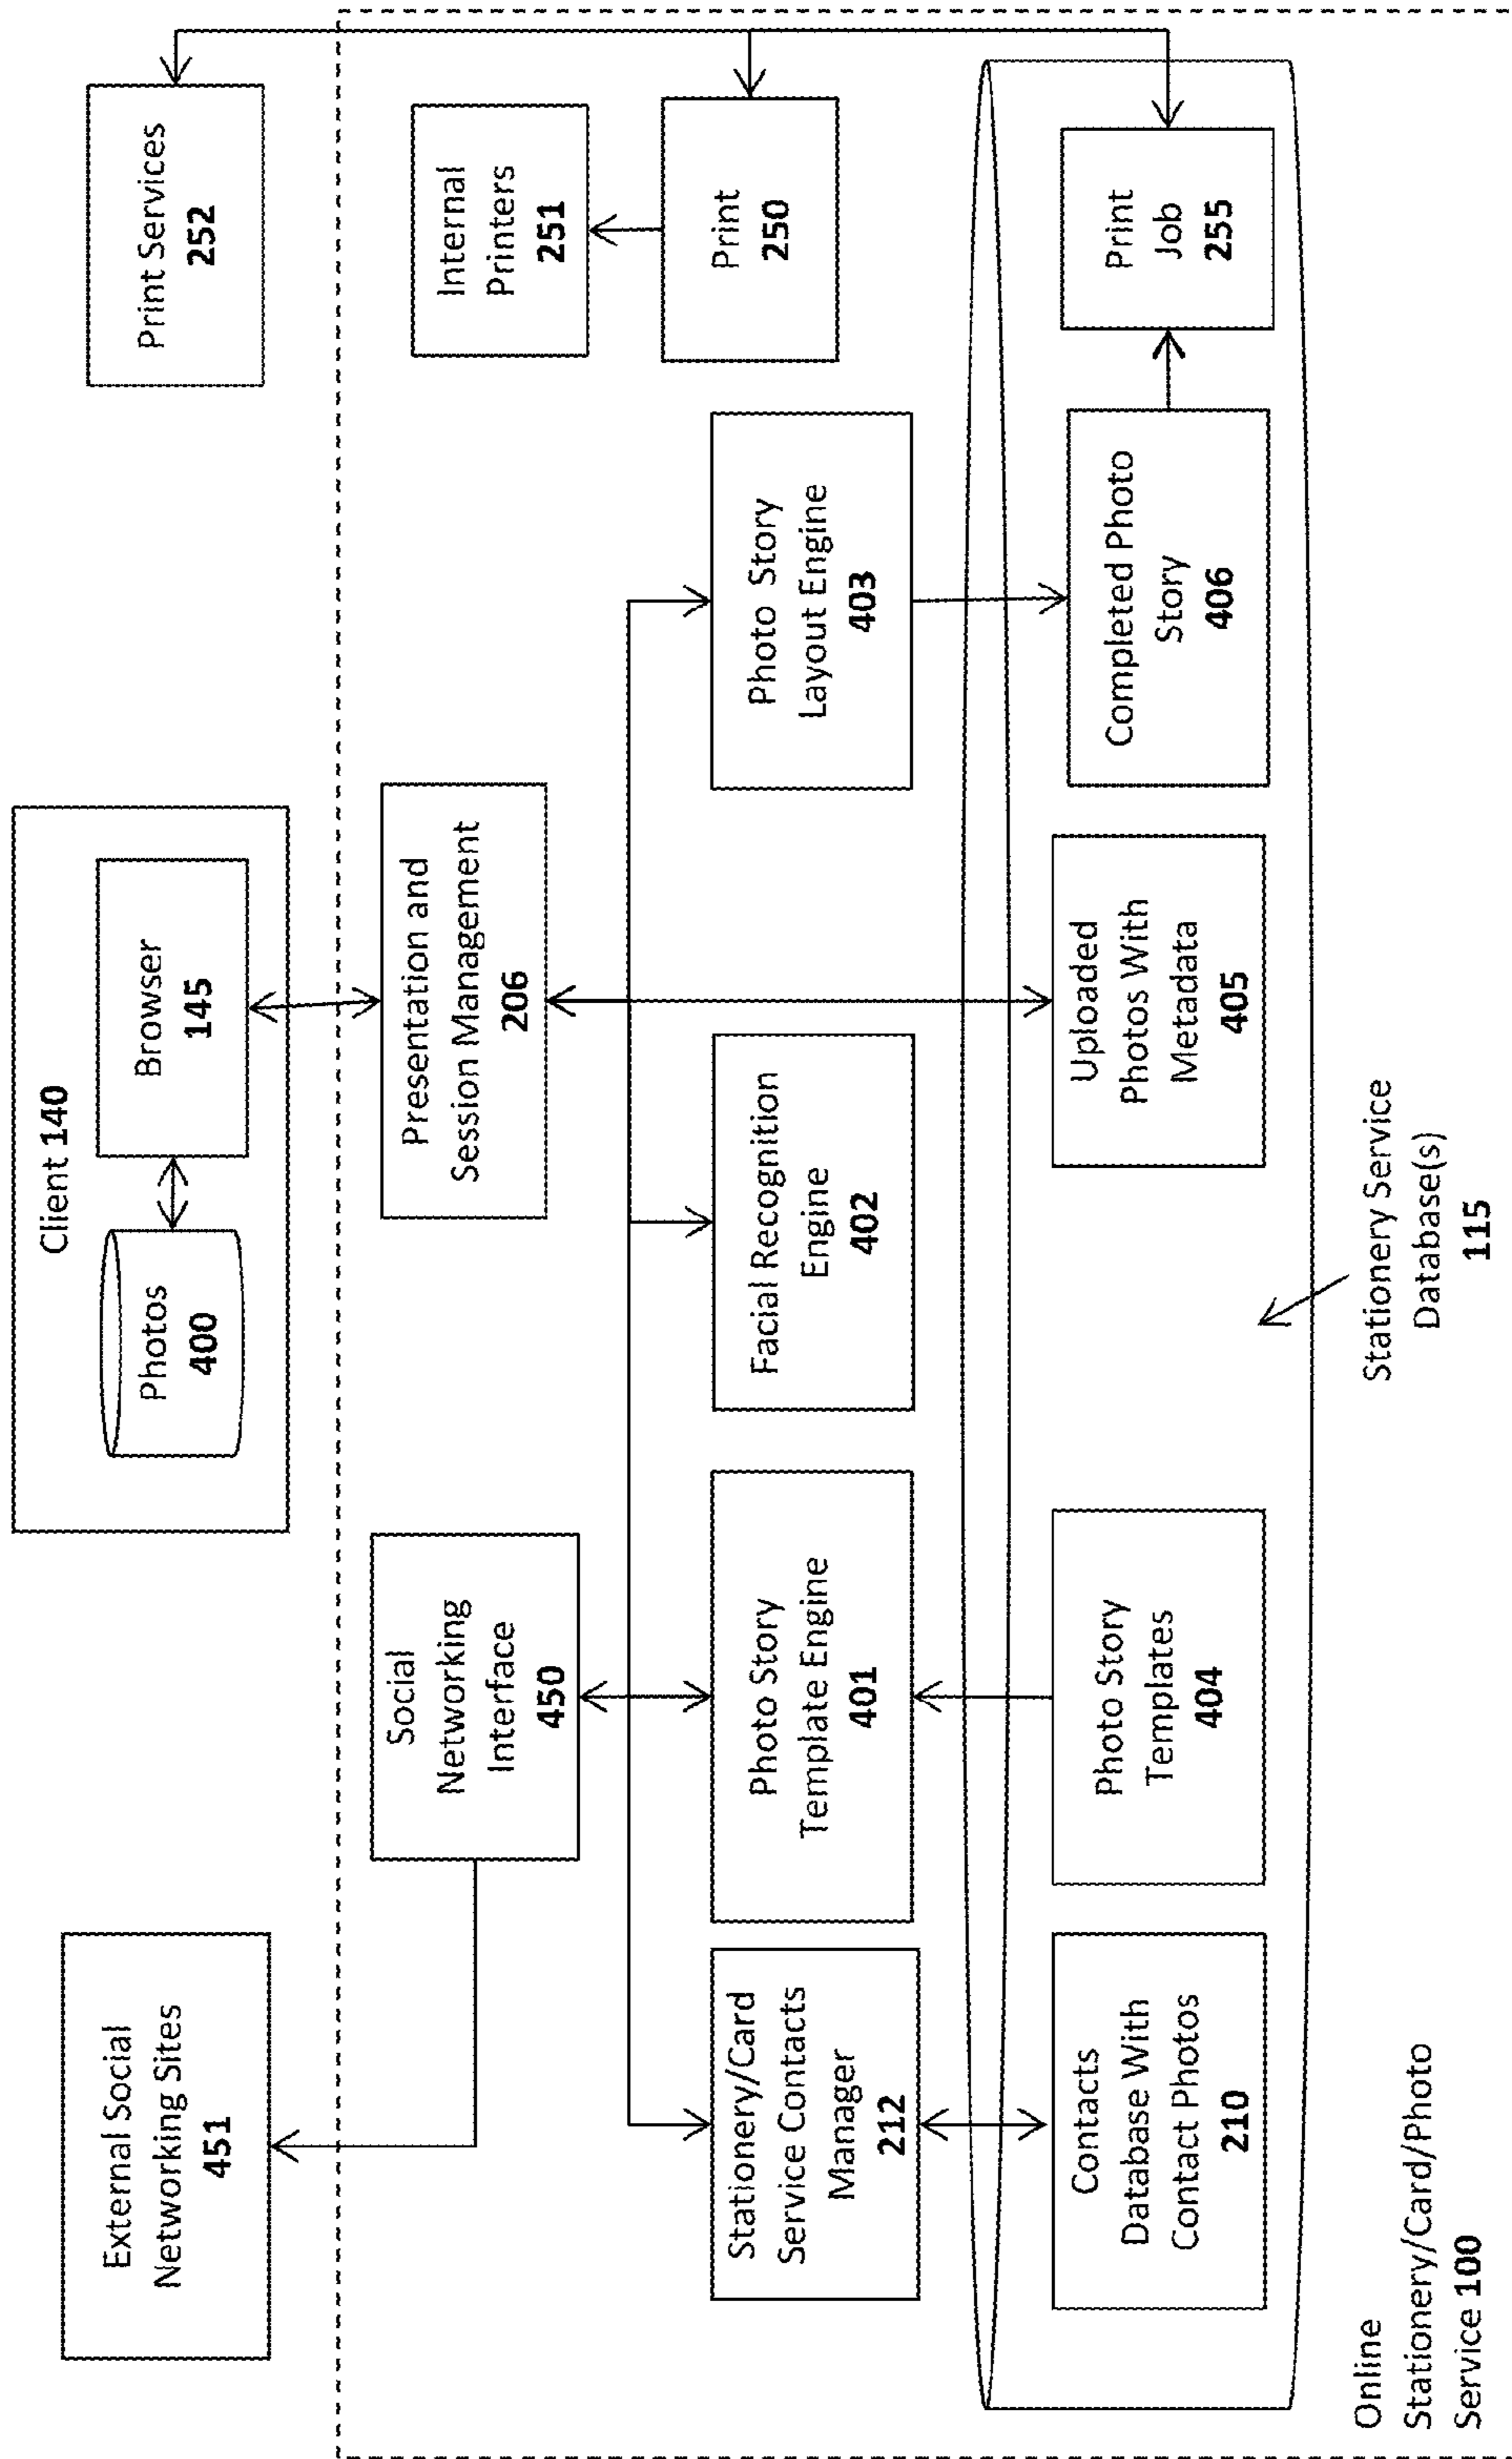 External Social
Networking Sites
451
Client 140
Photos
400
Browser
145
Print Services
252
Social
Networking
Interface
450
Presentation and
Session Management
206
Internal
Printers
251
Stationery/Card
Service Contacts
Manager
212
Photo Story
Template Engine
401
Facial Recognition
Engine
402
Photo Story
Layout Engine
403
Print
250
Contacts
Database With
Contact Photos
210
Photo Story
Templates
404
Uploaded
Photos With
Metadata
405
Completed Photo
Story
406
Print
Job
255
Online
Stationery/Card/Photo
Service 100
Stationery Service
Database(s)
115